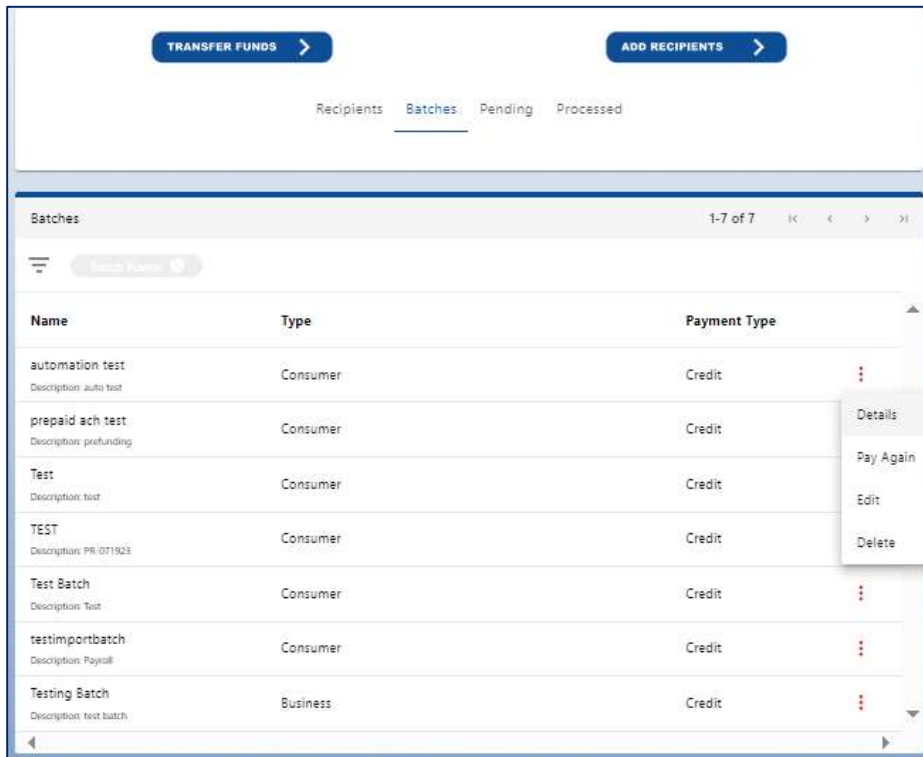 TRANSFER FUNDS
ADD RECIPIENTS
Recipients Batches Pending Processed
Batches 1-7 of 7
Batch Name
Name Type Payment Type
automation test
Description: auto test
Consumer Credit
prepaid ach test
Description: prefunding
Consumer Credit
Test
Description: test
Consumer Credit
TEST
Description: PR 071923
Consumer Credit
Test Batch
Description: Test
Consumer Credit
testimportbatch
Description: Payroll
Consumer Credit
Testing Batch
Description: test batch
Business Credit
Details
Pay Again
Edit
Delete